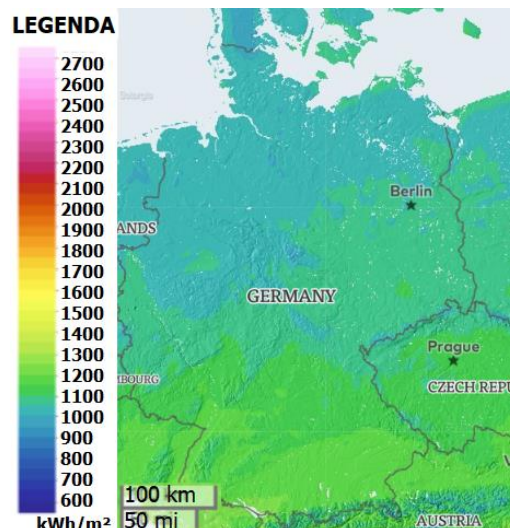 LEGENDA
2700
2600
2500
2400
2300
2200
2100
2000
1900
1800
1700
1600
1500
1400
1300
1200
1100
1000
900
800
700
600
kWh/m²
Berlin
ANDS
GERMANY
Prague
MBOURG
CZECH REPU
100 km
50 mi
AUSTRIA